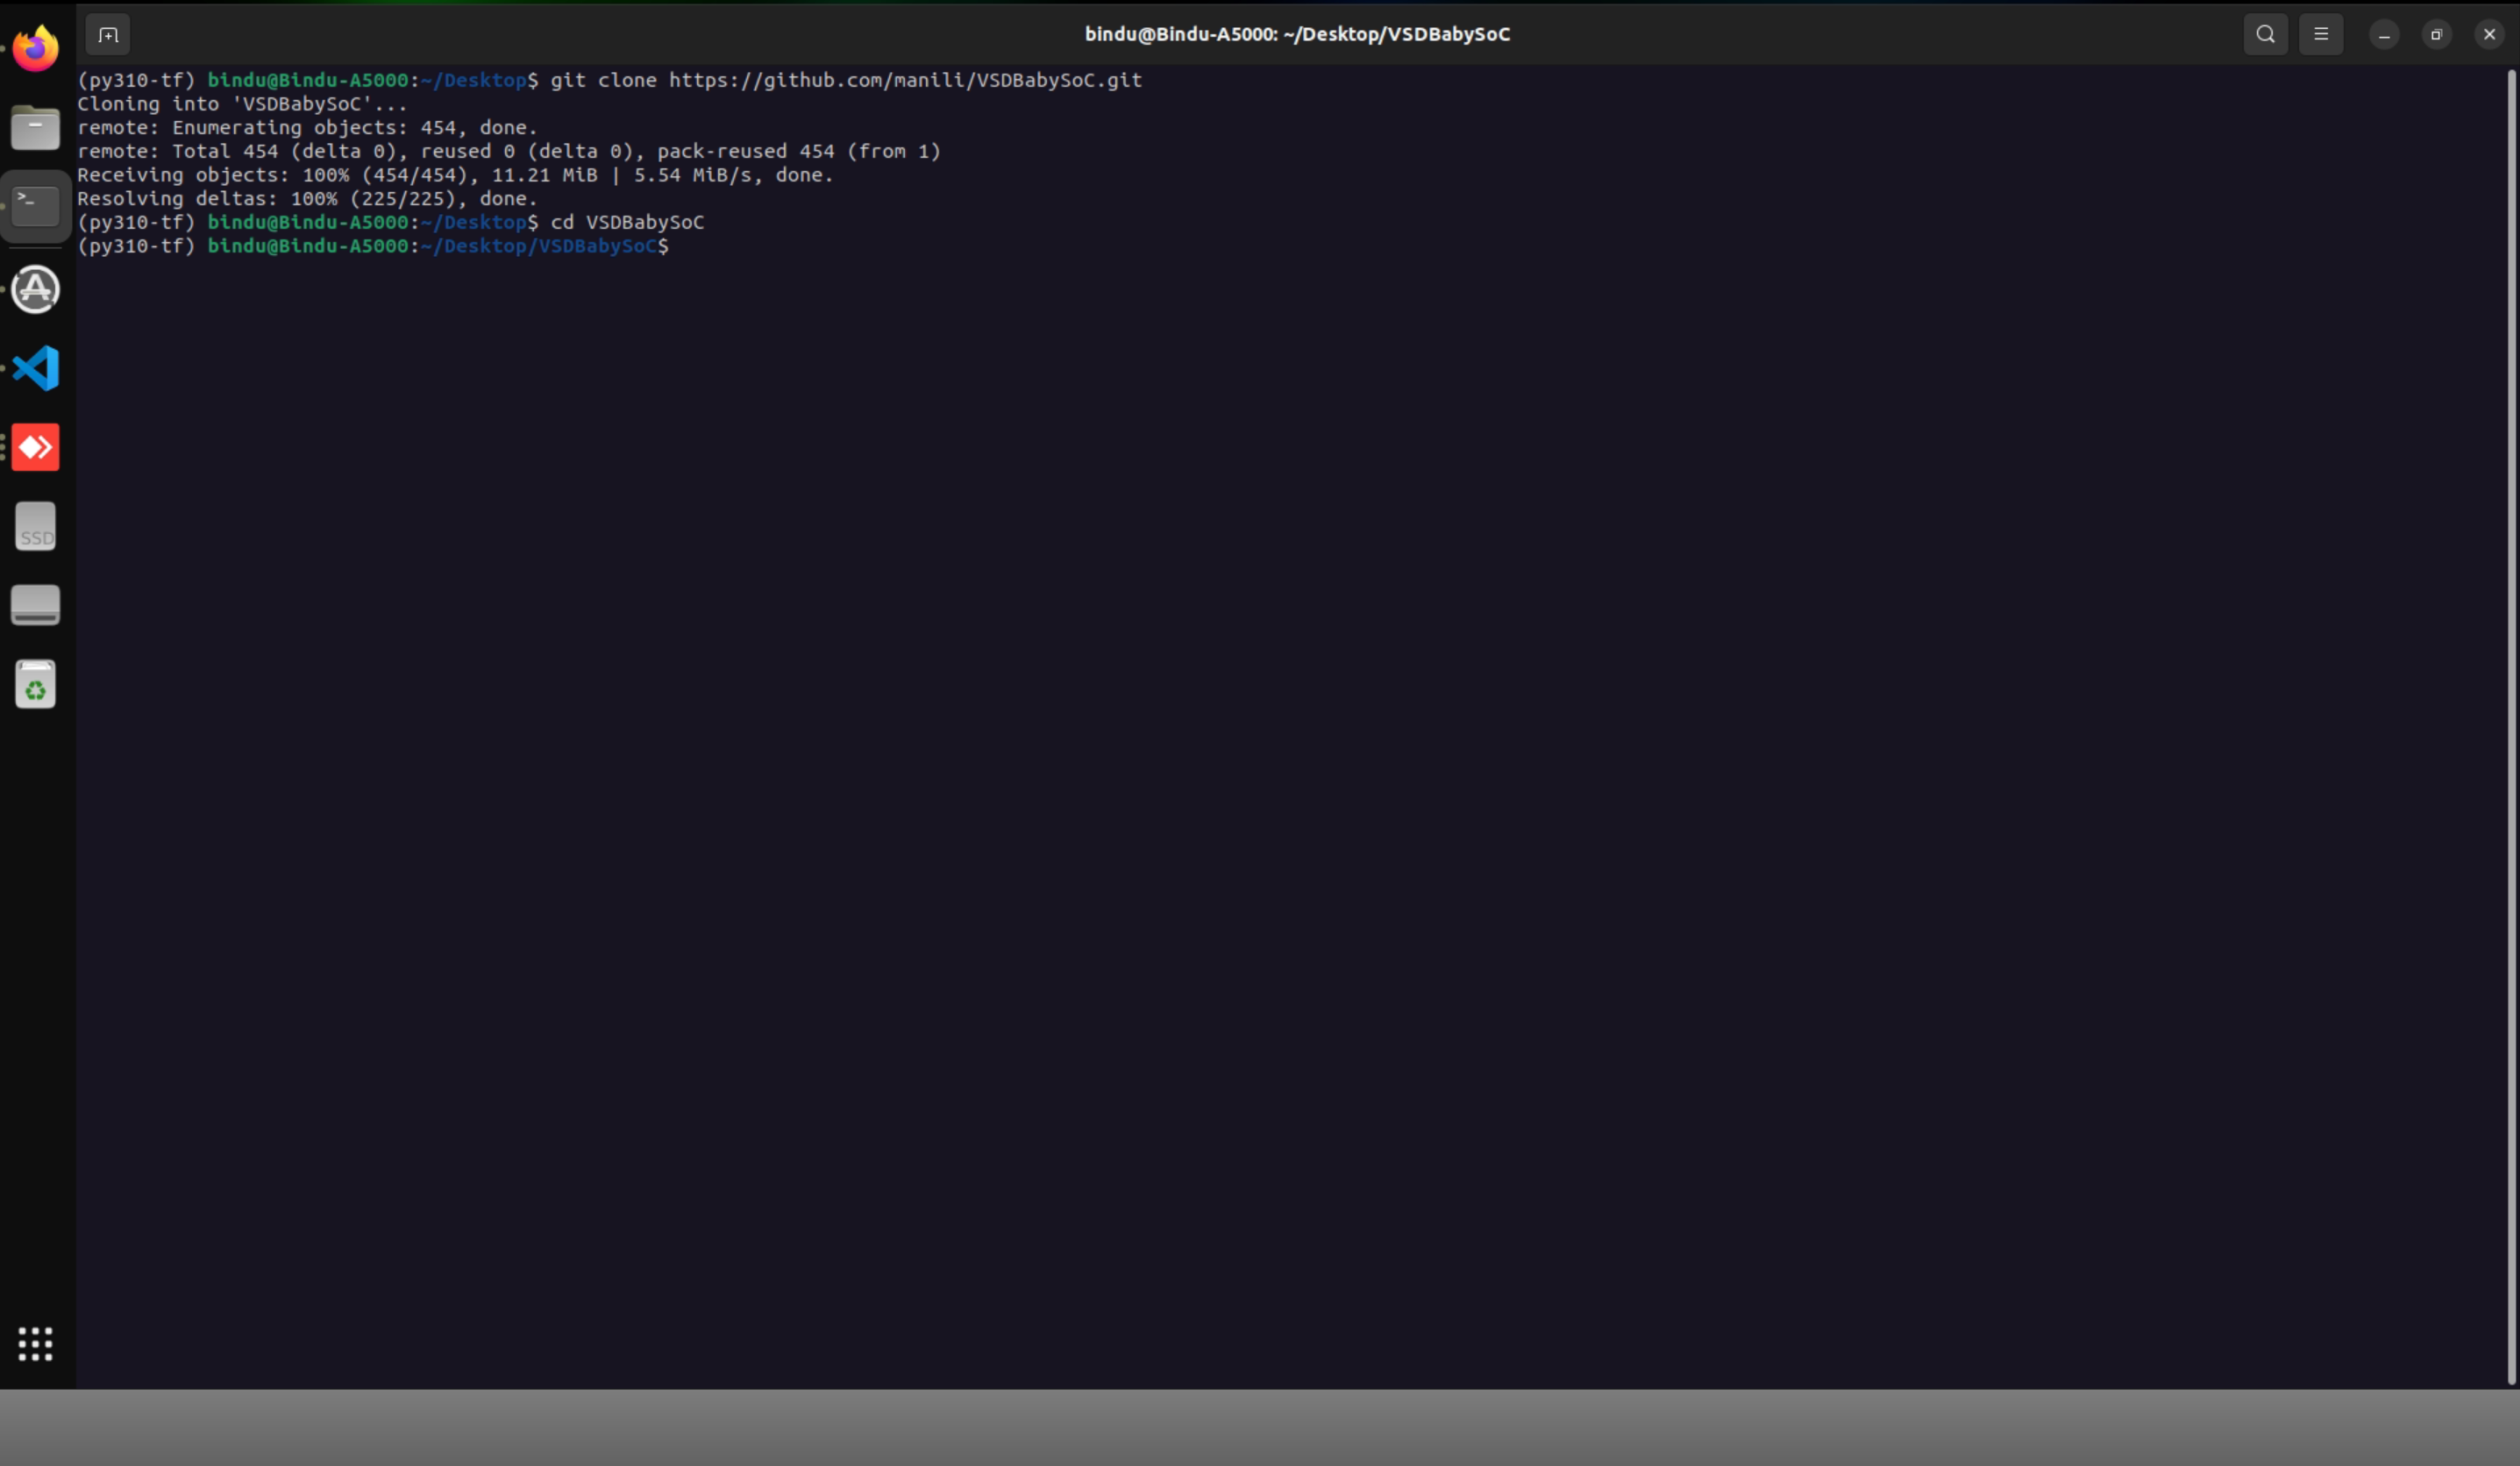 bindu@Bindu-A5000: ~/Desktop/VSDBabySoC
(py310-tf) bindu@Bindu-A5000:~/Desktop$ git clone https://github.com/manili/VSDBabySoC.git
Cloning into 'VSDBabySoC'...
remote: Enumerating objects: 454, done.
remote: Total 454 (delta 0), reused 0 (delta 0), pack-reused 454 (from 1)
Receiving objects: 100% (454/454), 11.21 MiB | 5.54 MiB/s, done.
Resolving deltas: 100% (225/225), done.
(py310-tf) bindu@Bindu-A5000:~/Desktop$ cd VSDBabySoC
(py310-tf) bindu@Bindu-A5000:~/Desktop/VSDBabySoC$
SSD